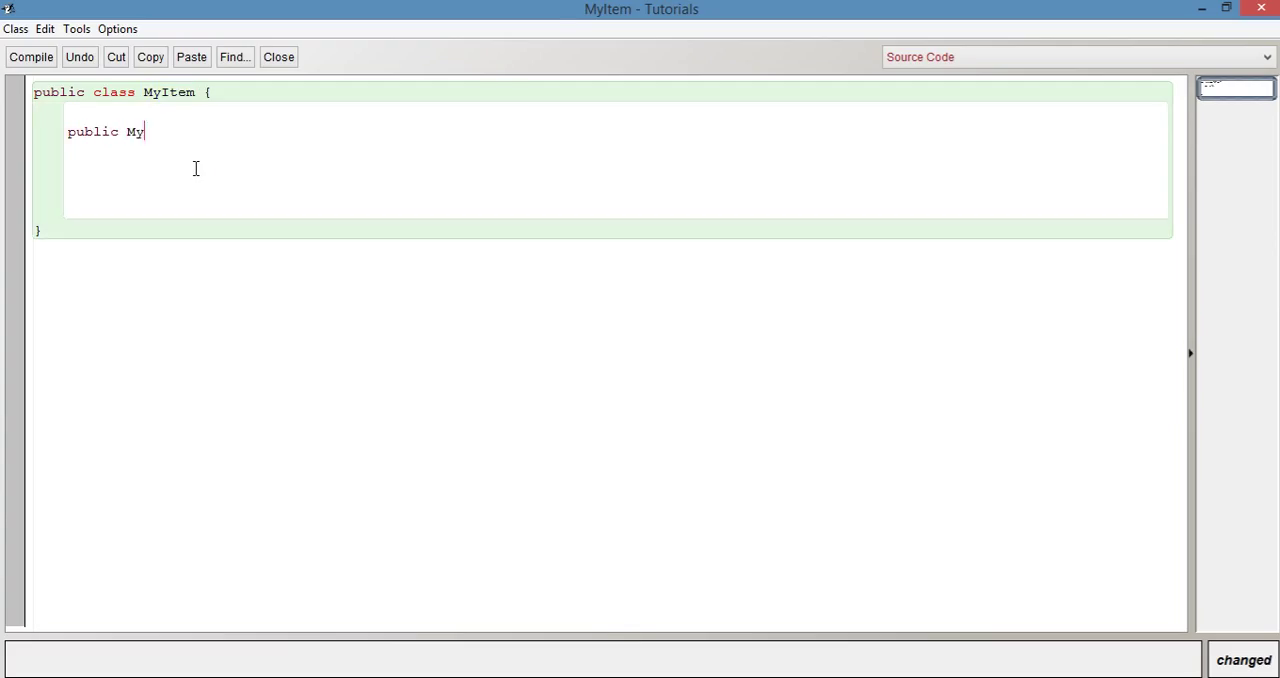 MyItem - Tutorials
Class Edit Tools Options
Compile Undo Cut Copy Paste Find... Close Source Code
public class MyItem {
public My
}
changed